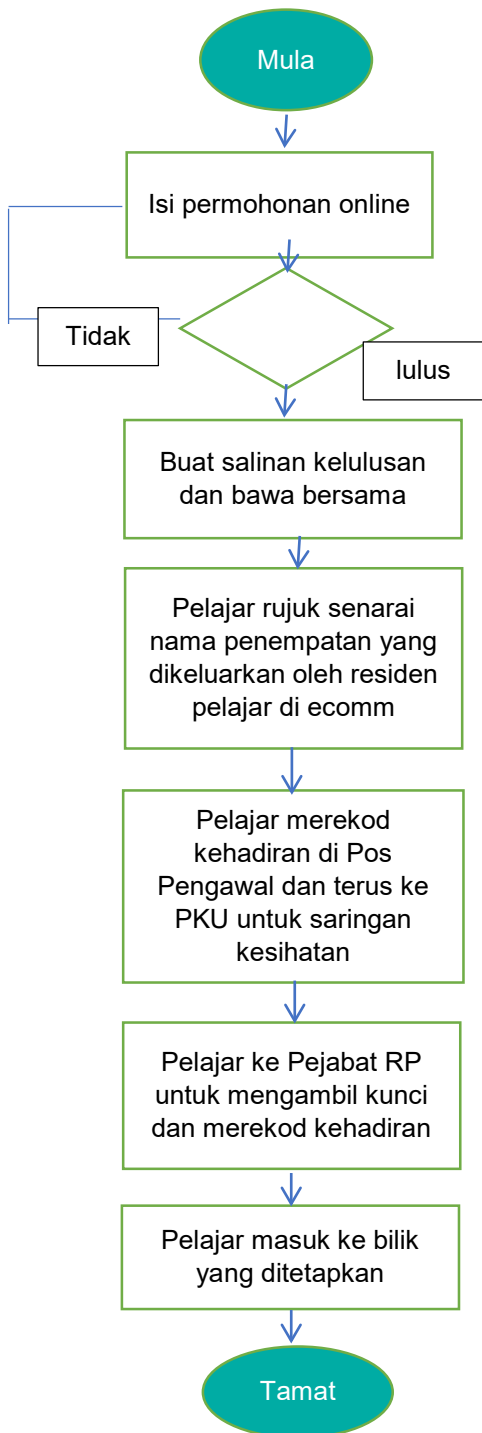 Mula
Isi permohonan online
Tidak
lulus
Buat salinan kelulusan
dan bawa bersama
Pelajar rujuk senarai
nama penempatan yang
dikeluarkan oleh residen
pelajar di ecomm
Pelajar merekod
kehadiran di Pos
Pengawal dan terus ke
PKU untuk saringan
kesihatan
Pelajar ke Pejabat RP
untuk mengambil kunci
dan merekod kehadiran
Pelajar masuk ke bilik
yang ditetapkan
Tamat